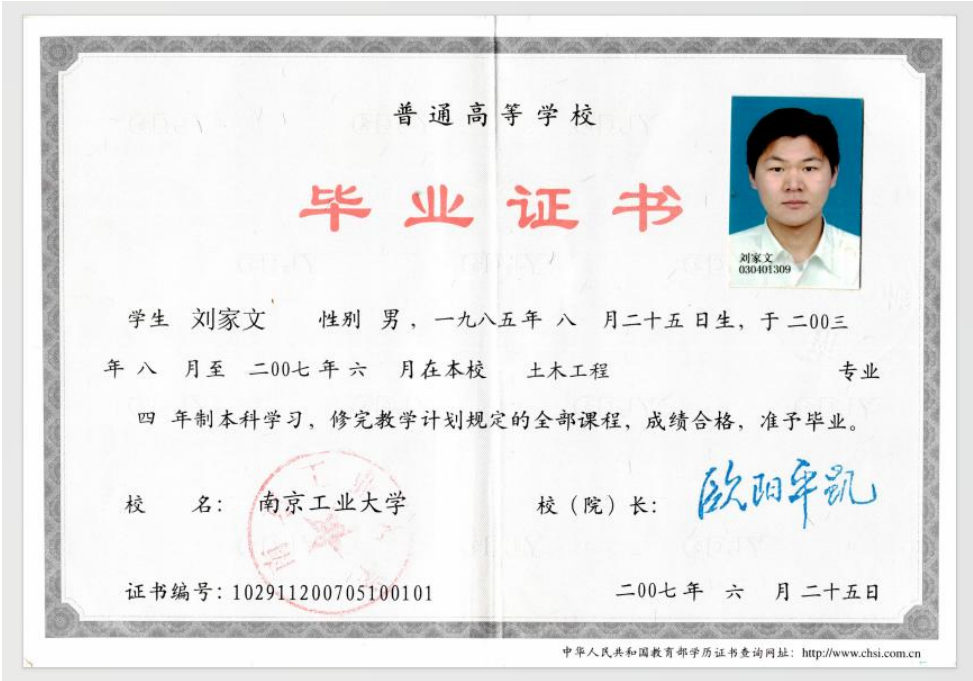 普通高等学校
毕业证书
刘家文
030401309
学生 刘家文 性别 男，一九八五年 八 月二十五日生，于二00三
年 八 月至 二00七年 六 月在本校 土木工程 专业
四 年制本科学习，修完教学计划规定的全部课程，成绩合格，准予毕业。
校 名： 南京工业大学 校（院）长： 欧阳平凯
证书编号：102911200705100101 二00七年 六 月二十五日
中华人民共和国教育部学历证书查询网址：http://www.chsi.com.cn